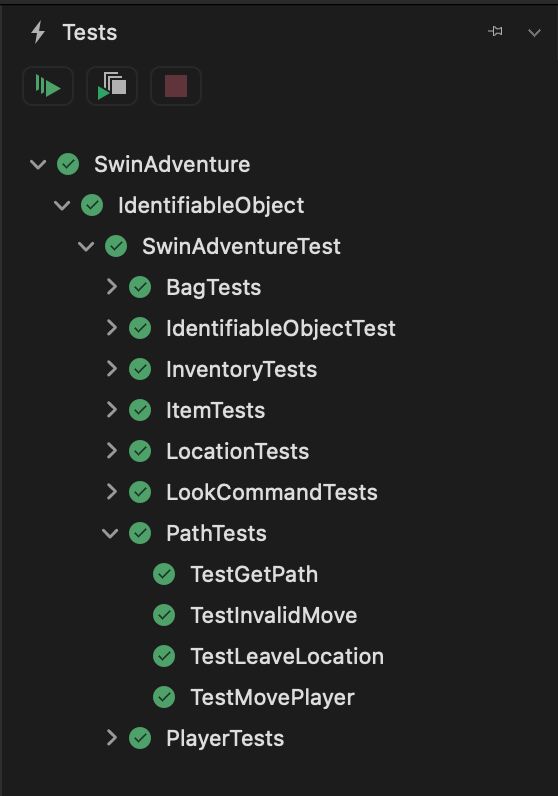 Tests
SwinAdventure
IdentifiableObject
SwinAdventureTest
BagTests
IdentifiableObjectTest
InventoryTests
ItemTests
LocationTests
LookCommandTests
PathTests
TestGetPath
TestInvalidMove
TestLeaveLocation
TestMovePlayer
PlayerTests